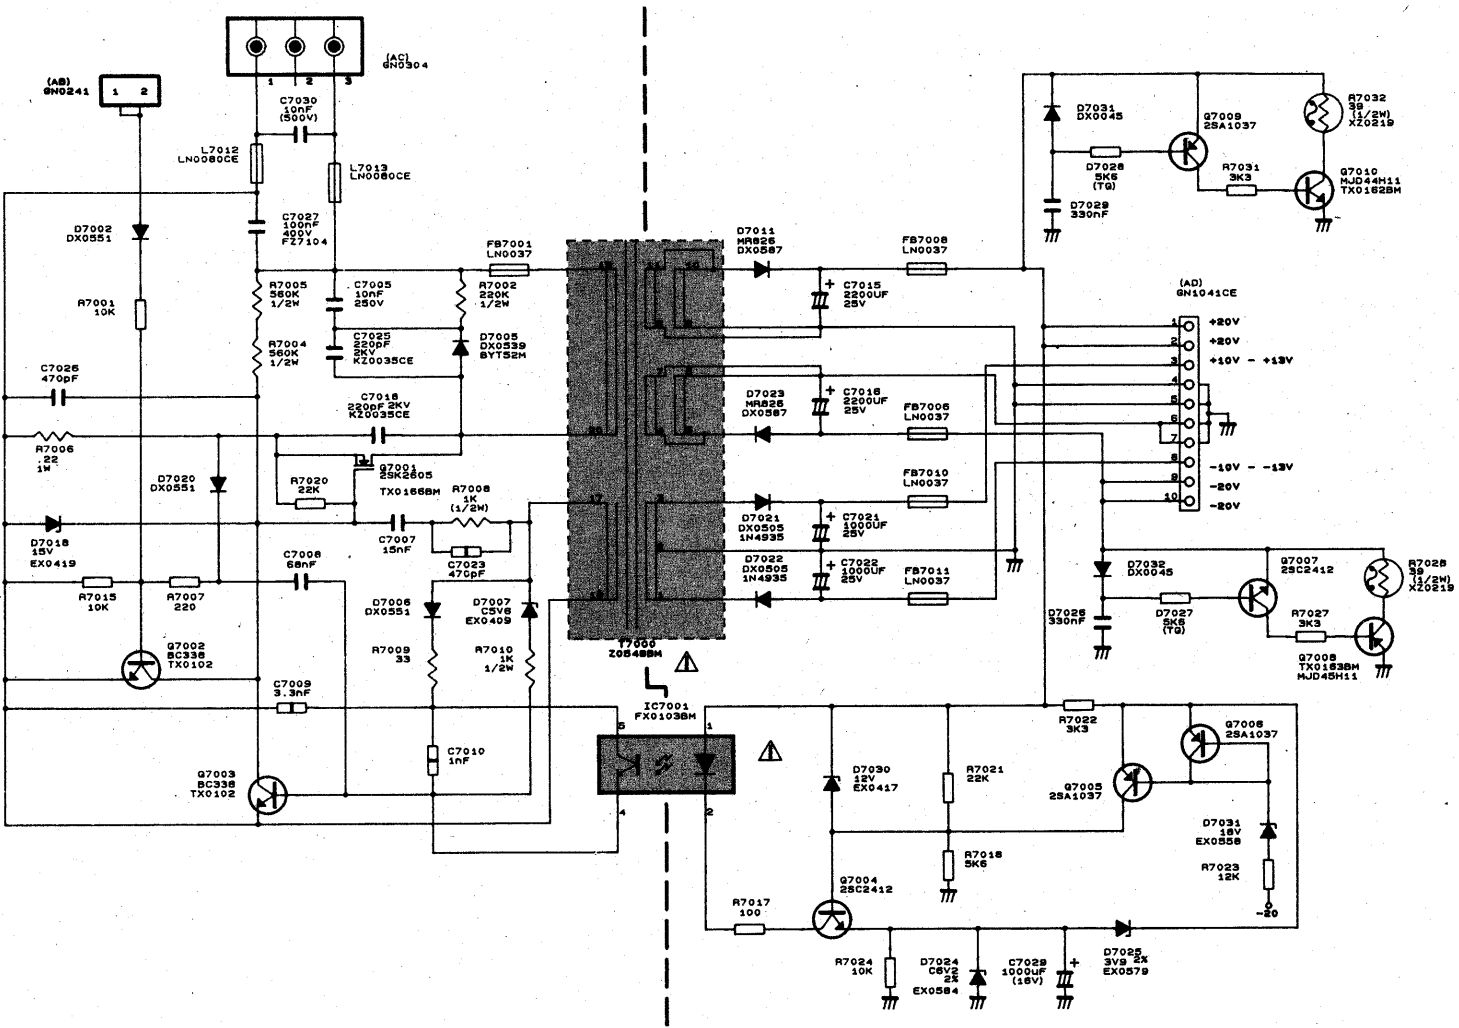 (AC)
GN0304
(AB)
GN0241
1 2
1 2 3
C7030
10nF
(500V)
L7012
LN0080CE
L7013
LN0080CE
D7002
DX0551
C7027
100nF
400V
FZ7104
R7001
10K
R7005
560K
1/2W
C7005
10nF
250V
R7002
220K
1/2W
FB7001
LN0037
R7004
560K
1/2W
C7025
220pF
2KV
KZ0035CE
D7005
DX0539
BYT52M
C7026
470pF
C7018
220pF 2KV
KZ0035CE
R7006
.22
1W
D7020
DX0551
R7020
22K
Q7001
2SK2605
TX0166BM
R7008
1K
(1/2W)
D7018
15V
EX0419
C7007
15nF
C7023
470pF
C7008
68nF
R7015
10K
R7007
220
D7006
DX0551
D7007
C5V6
EX0409
Q7002
BC338
TX0102
R7009
33
R7010
1K
1/2W
C7009
3.3nF
C7010
1nF
Q7003
BC338
TX0102
17
T7000
Z0548BM
IC7001
FX0103BM
5
1
4
2
D7011
MR826
DX0587
C7015
2200UF
25V
FB7008
LN0037
D7023
MR826
DX0587
C7016
2200UF
25V
FB7006
LN0037
FB7010
LN0037
D7021
DX0505
1N4935
C7021
1000UF
25V
D7022
DX0505
1N4935
C7022
1000UF
25V
FB7011
LN0037
D7031
DX0045
Q7009
2SA1037
R7032
39
(1/2W)
XZ0219
D7028
5K6
(TQ)
R7031
3K3
Q7010
MJD44H11
TX0162BM
D7029
330nF
(AD)
GN1041CE
1 +20V
2 +20V
3 +10V - +13V
4
5
6
7
8 -10V - -13V
9 -20V
10 -20V
D7032
DX0045
Q7007
2SC2412
R7028
39
(1/2W)
XZ0219
D7026
330nF
D7027
5K6
(TQ)
R7027
3K3
Q7008
TX0163BM
MJD45H11
R7022
3K3
Q7006
2SA1037
D7030
12V
EX0417
R7021
22K
Q7005
2SA1037
D7031
18V
EX0558
R7018
5K6
R7023
12K
-20
Q7004
2SC2412
R7017
100
R7024
10K
D7024
C6V2
2%
EX0584
C7029
1000uF
(16V)
D7025
3V9 2%
EX0579